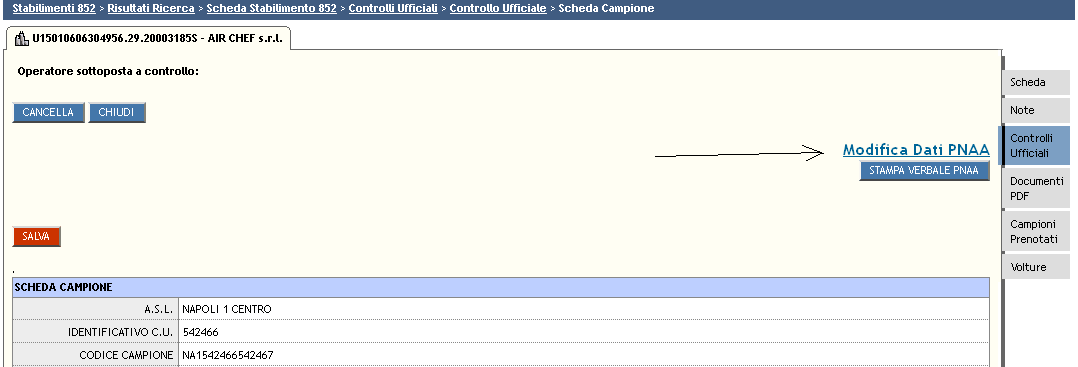 Stabilimenti 852 > Risultati Ricerca > Scheda Stabilimento 852 > Controlli Ufficiali > Controllo Ufficiale > Scheda Campione
U15010606304956.29.20003185S - AIR CHEF s.r.l.
Operatore sottoposta a controllo:
CANCELLA CHIUDI
Modifica Dati PNAA
STAMPA VERBALE PNAA
SALVA
.
SCHEDA CAMPIONE
A.S.L. NAPOLI 1 CENTRO
IDENTIFICATIVO C.U. 542466
CODICE CAMPIONE NA1542466542467
Scheda
Note
Controlli
Ufficiali
Documenti
PDF
Campioni
Prenotati
Volture